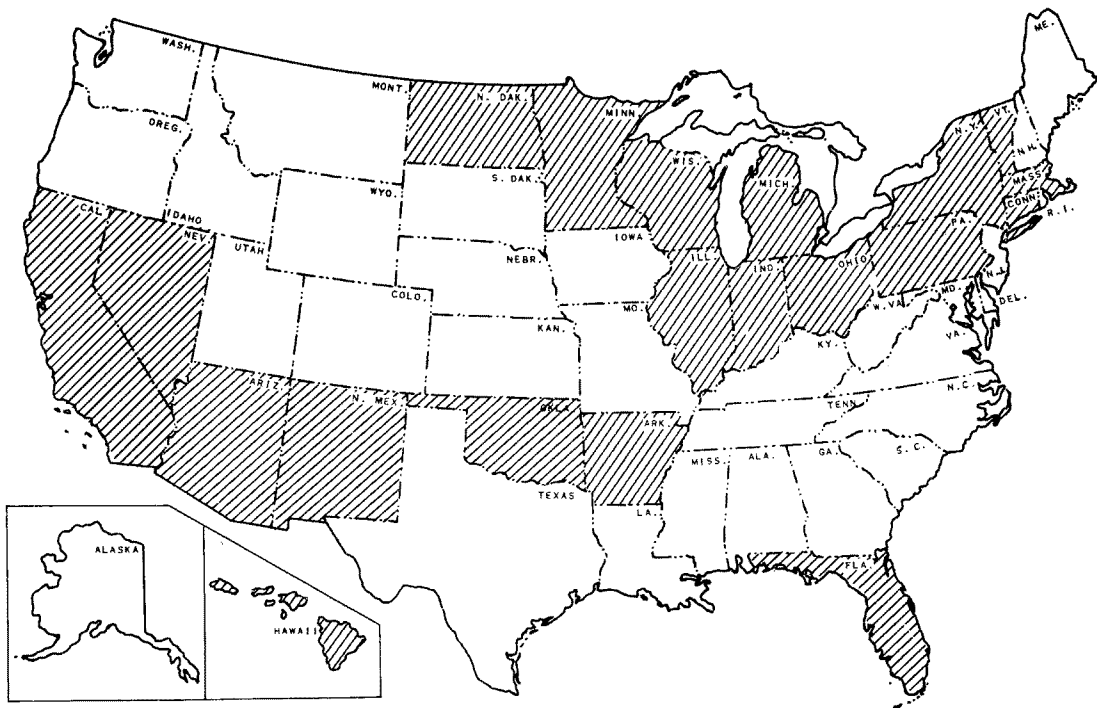 WASH.
ME.
MONT.
N. DAK.
MINN.
OREG.
N.Y.
VT.
N.H.
WIS.
MICH.
MASS.
S. DAK.
WYO.
CONN.
R.I.
CAL.
IDAHO
NEV.
UTAH
IOWA
NEBR.
PA.
ILL.
IND.
OHIO
N.J.
COLO.
MO.
W.VA.
MD.
DEL.
KAN.
KY.
VA.
ARIZ.
N. MEX.
OKLA.
ARK.
TENN.
N.C.
MISS.
ALA.
GA.
S.C.
TEXAS
LA.
ALASKA
FLA.
HAWAII